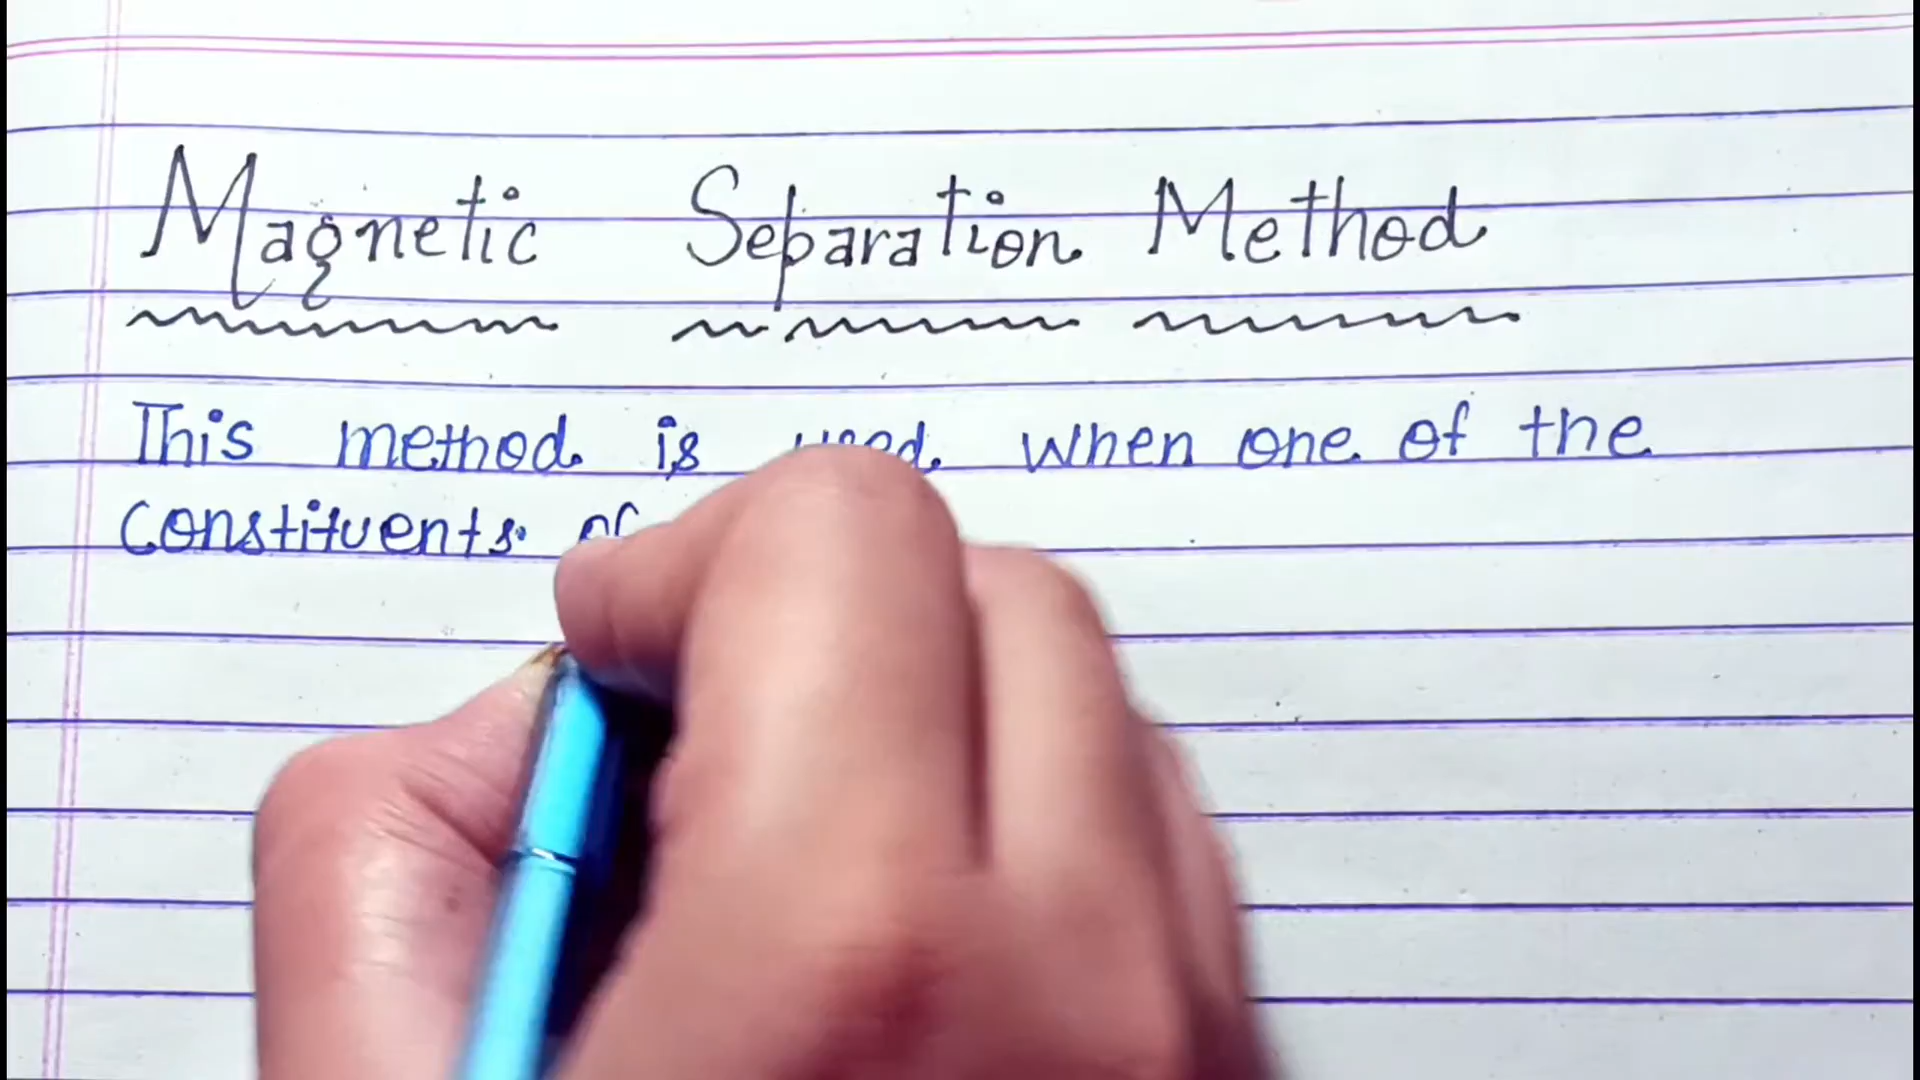 Magnetic Separation Method
This method is used when one of the
constituents of